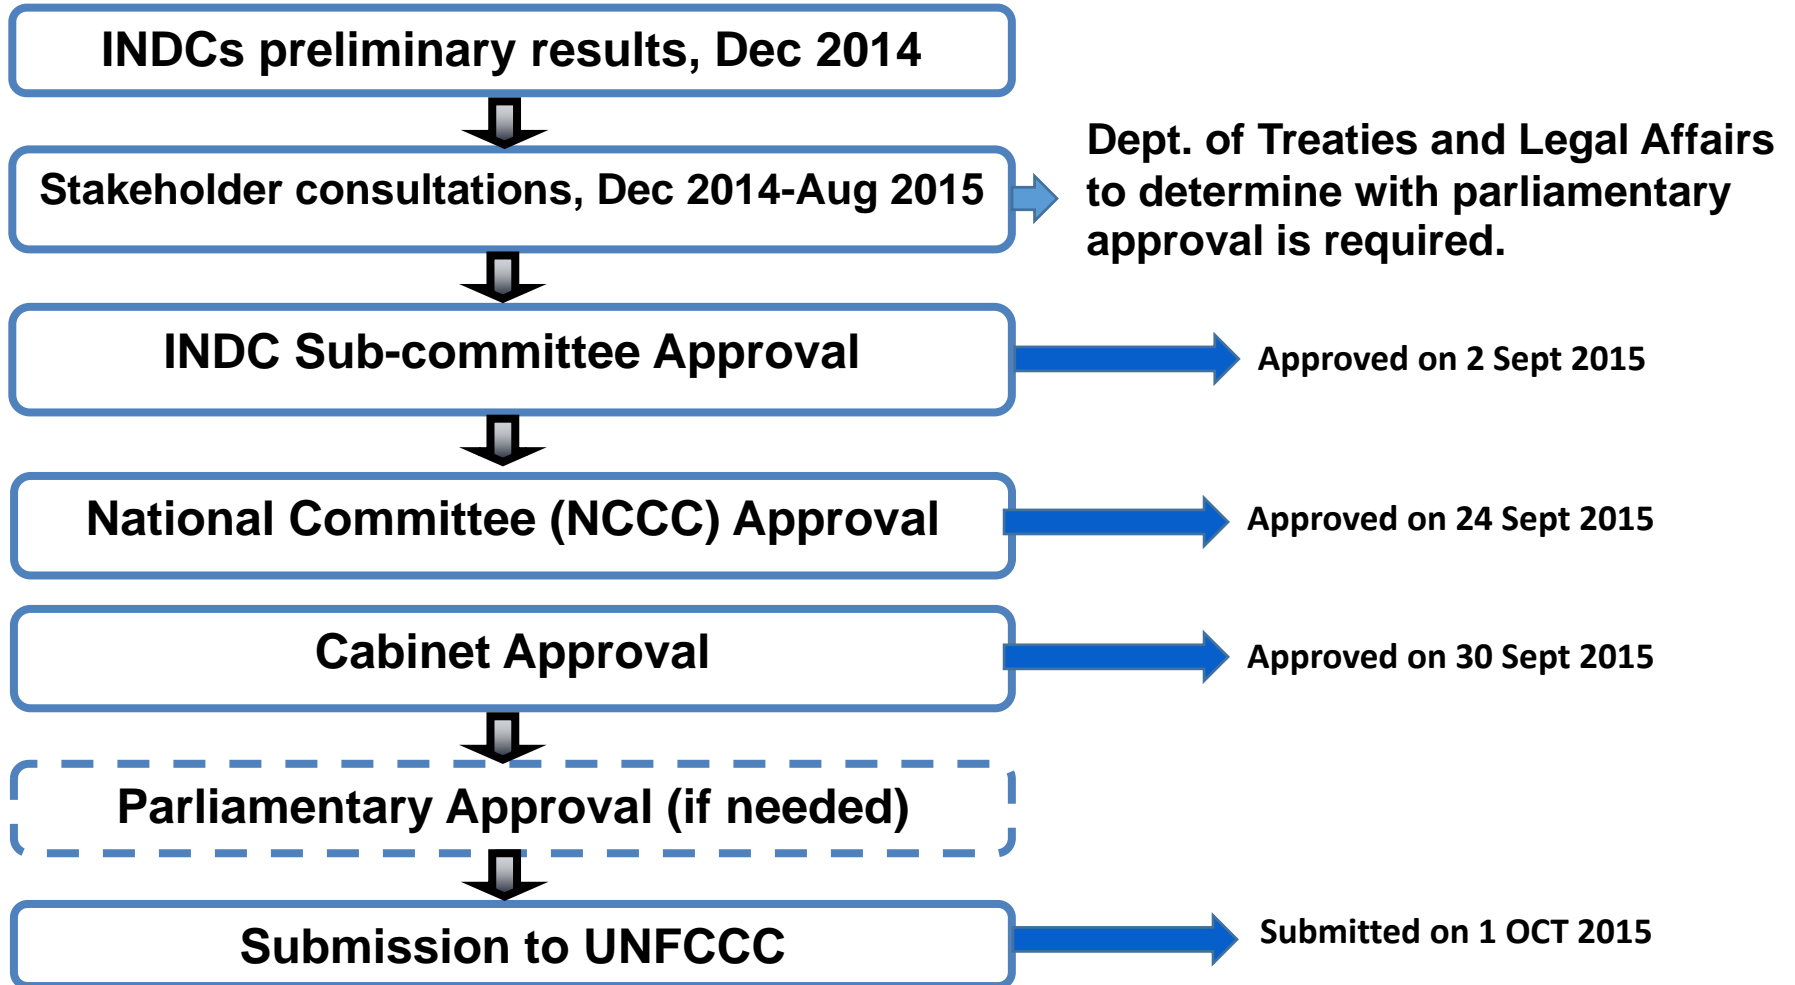 INDCs preliminary results, Dec 2014
Stakeholder consultations, Dec 2014-Aug 2015
Dept. of Treaties and Legal Affairs
to determine with parliamentary
approval is required.
INDC Sub-committee Approval
Approved on 2 Sept 2015
National Committee (NCCC) Approval
Approved on 24 Sept 2015
Cabinet Approval
Approved on 30 Sept 2015
Parliamentary Approval (if needed)
Submission to UNFCCC
Submitted on 1 OCT 2015